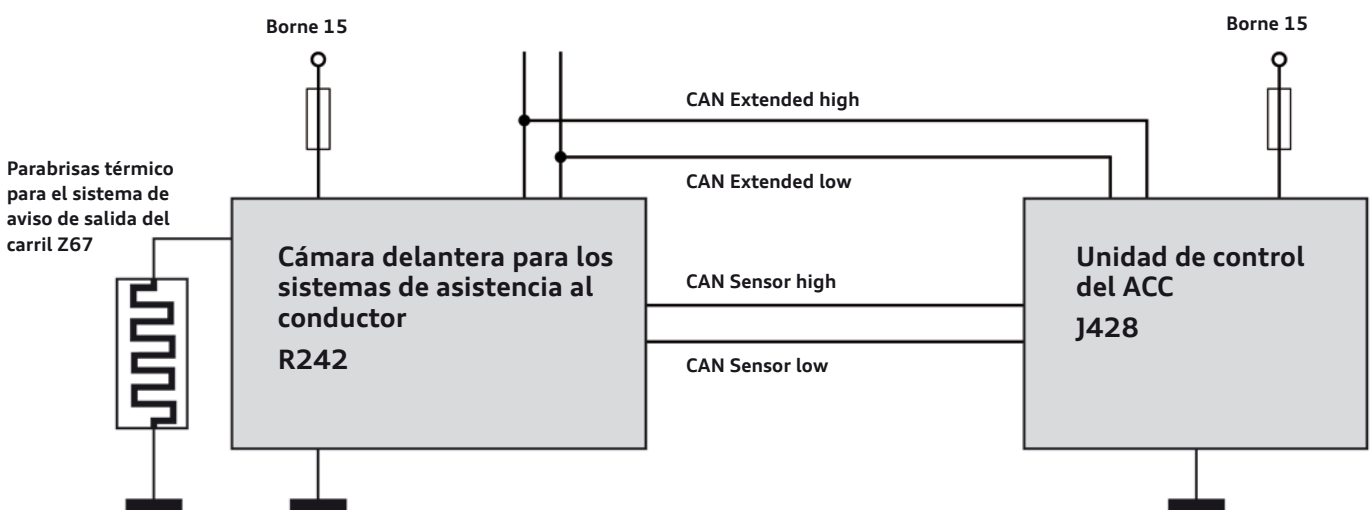 Borne 15
Borne 15
CAN Extended high
Parabrisas térmico
para el sistema de
aviso de salida del
carril Z67
CAN Extended low
Cámara delantera para los
sistemas de asistencia al
conductor
R242
CAN Sensor high
CAN Sensor low
Unidad de control
del ACC
J428